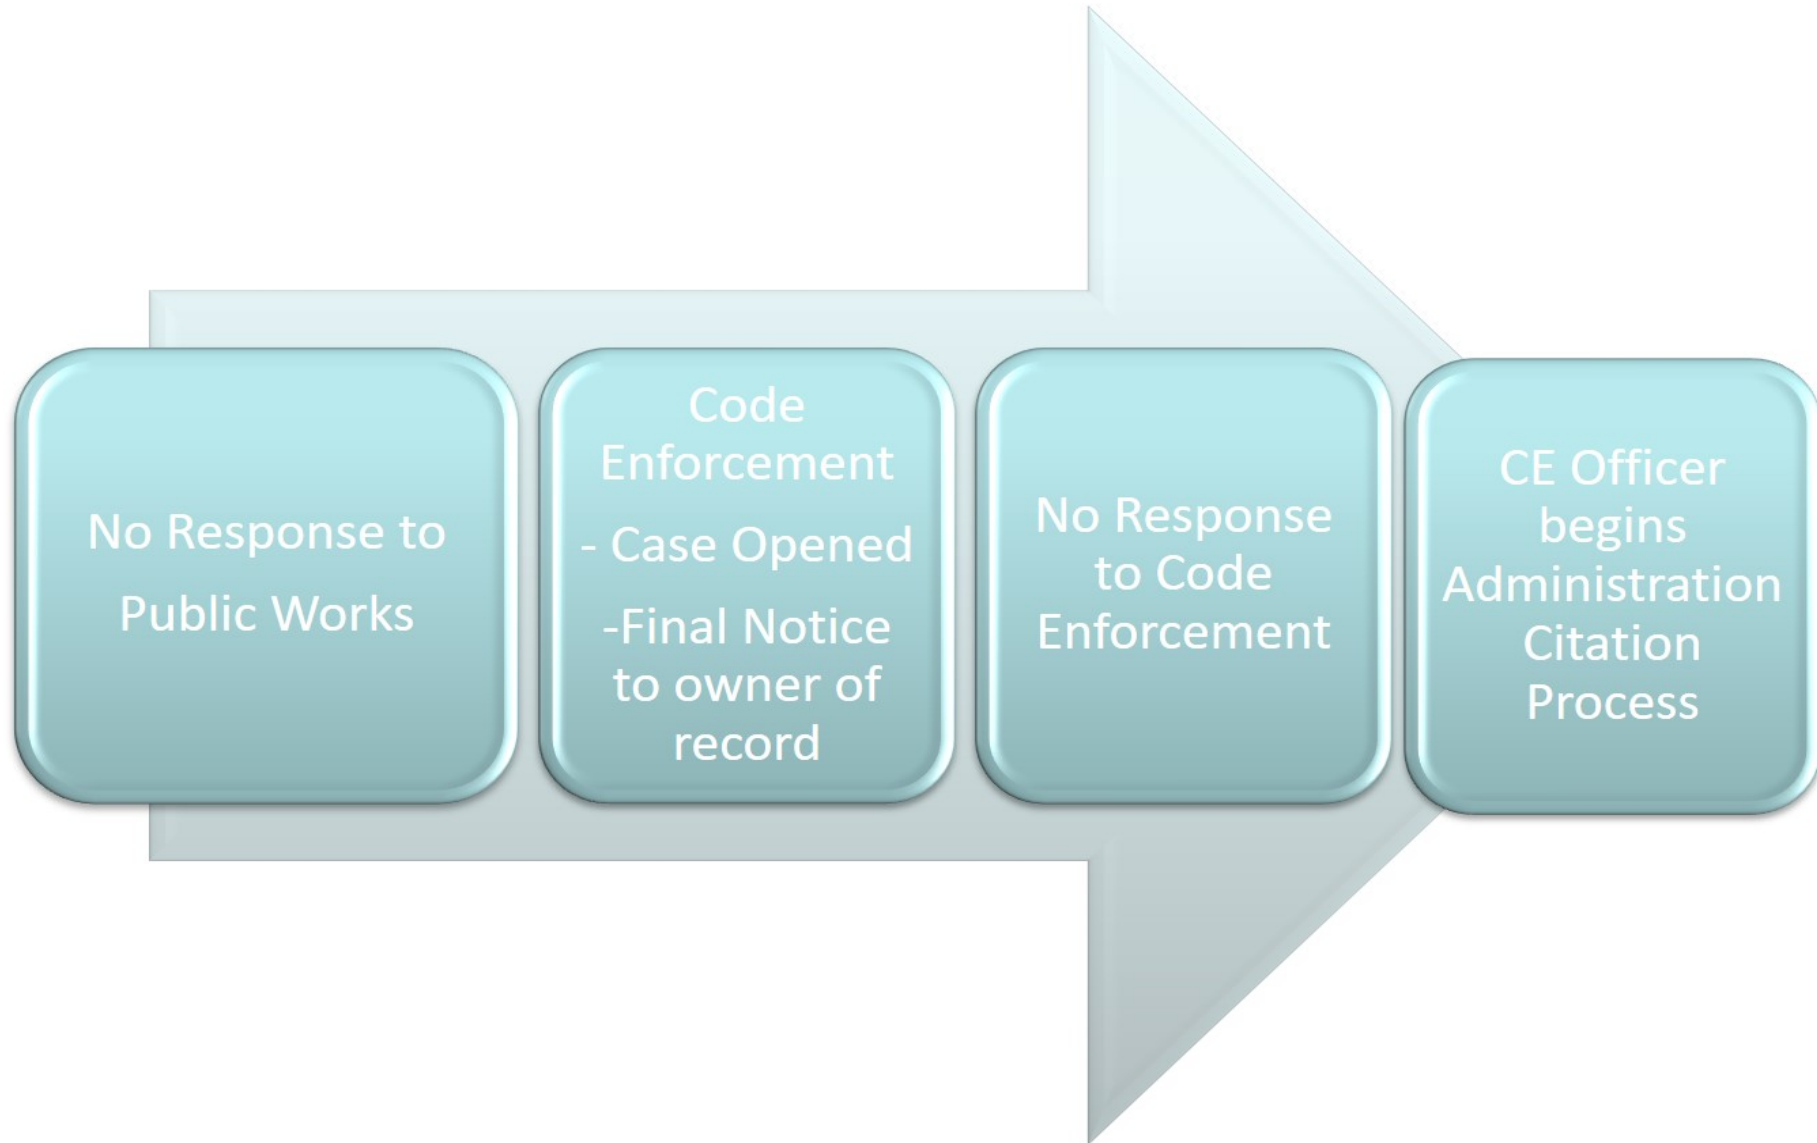 No Response to
Public Works
Code
Enforcement
- Case Opened
-Final Notice
to owner of
record
No Response
to Code
Enforcement
CE Officer
begins
Administration
Citation
Process